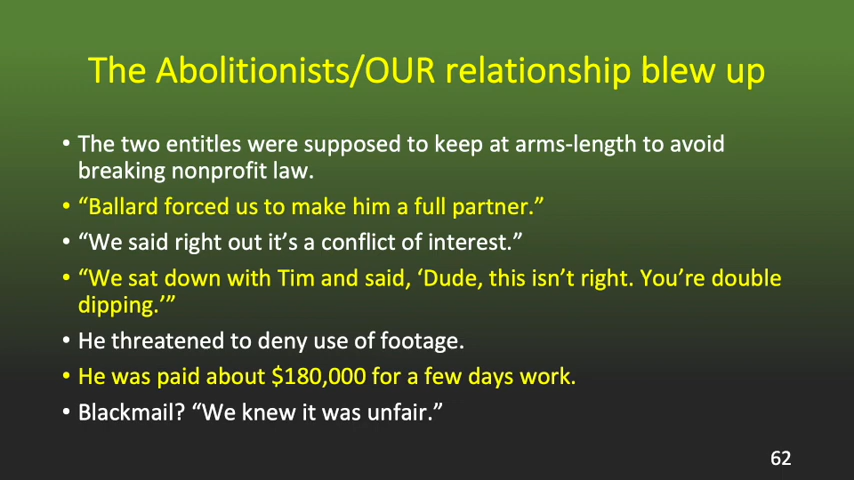 The Abolitionists/OUR relationship blew up
• The two entitles were supposed to keep at arms-length to avoid
breaking nonprofit law.
• “Ballard forced us to make him a full partner.”
• “We said right out it’s a conflict of interest.”
• “We sat down with Tim and said, ‘Dude, this isn’t right. You’re double
dipping.’”
• He threatened to deny use of footage.
• He was paid about $180,000 for a few days work.
• Blackmail? “We knew it was unfair.”
62